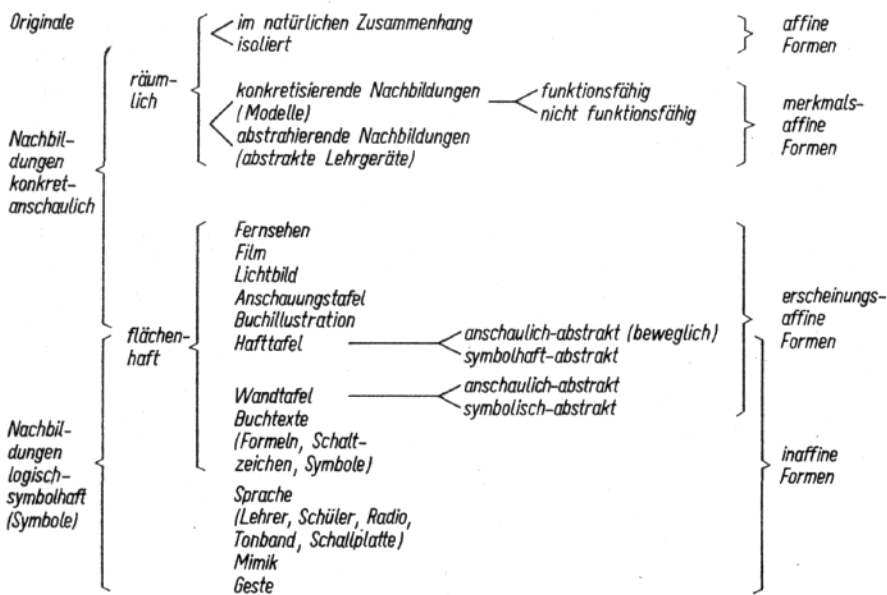 Originale
im natürlichen Zusammenhang
isoliert
affine
Formen
räum-
lich
konkretisierende Nachbildungen
(Modelle)
funktionsfähig
nicht funktionsfähig
abstrahierende Nachbildungen
(abstrakte Lehrgeräte)
merkmals-
affine
Formen
Nachbil-
dungen
konkret-
anschaulich
flächen-
haft
Fernsehen
Film
Lichtbild
Anschauungstafel
Buchillustration
Hafttafel
anschaulich-abstrakt (beweglich)
symbolhaft-abstrakt
erscheinungs-
affine
Formen
Wandtafel
anschaulich-abstrakt
symbolisch-abstrakt
Buchtexte
(Formeln, Schalt-
zeichen, Symbole)
Nachbil-
dungen
logisch-
symbolhaft
(Symbole)
Sprache
(Lehrer, Schüler, Radio,
Tonband, Schallplatte)
Mimik
Geste
inaffine
Formen